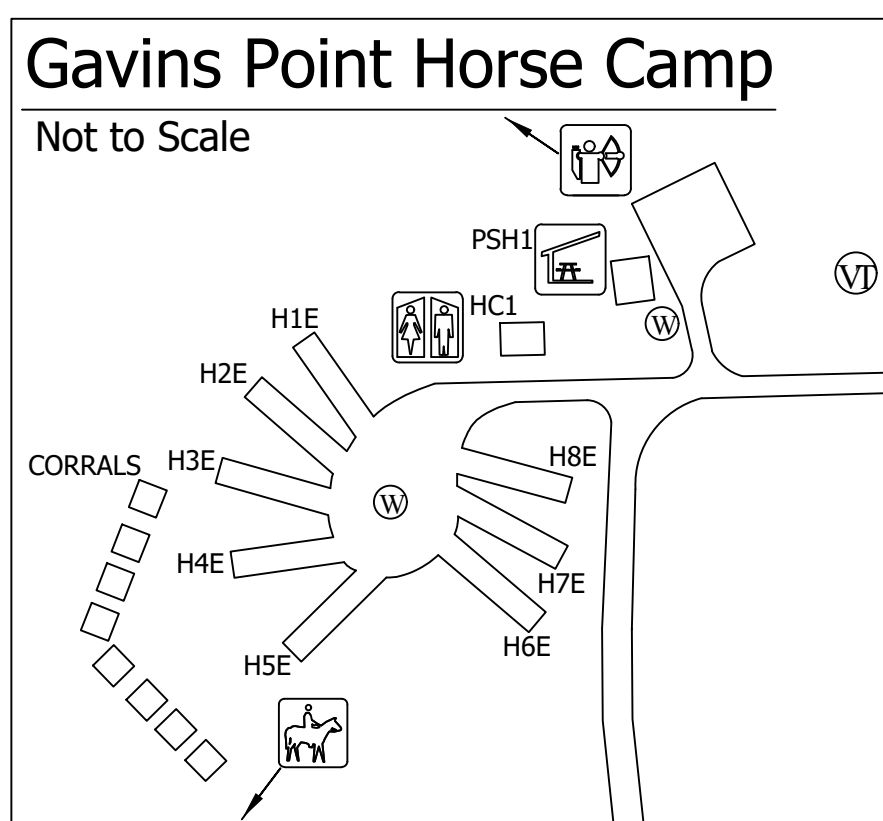 Gavins Point Horse Camp
Not to Scale
PSH1
VT
HC1
W
H1E
H2E
H3E
H8E
CORRALS
W
H4E
H7E
H6E
H5E